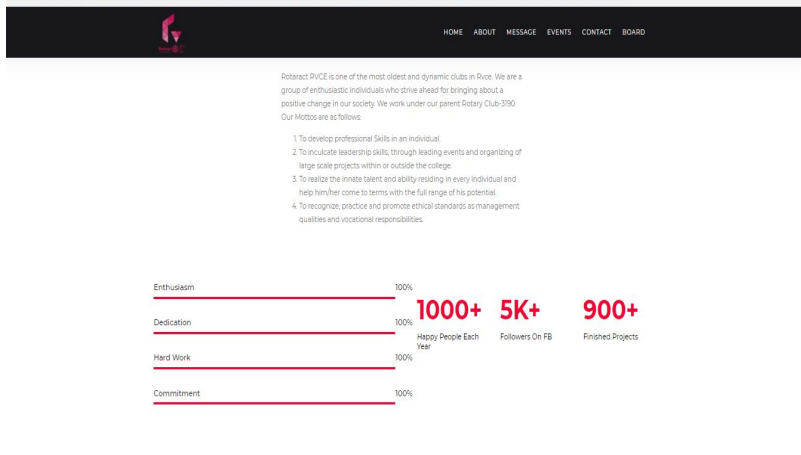 HOME ABOUT MESSAGE EVENTS CONTACT BOARD
Rotaract RVCE is one of the most oldest and dynamic clubs in Rvce. We are a
group of enthusiastic individuals who strive ahead for bringing about a
positive change in our society. We work under our parent Rotary Club-3190
Our Mottos are as follows:
1. To develop professional Skills in an individual.
2. To inculcate leadership skills, through leading events and organizing of
large scale projects within or outside the college.
3. To realize the innate talent and ability residing in every individual and
help him/her come to terms with the full range of his potential.
4. To recognize, practice and promote ethical standards as management
qualities and vocational responsibilities.
Enthusiasm 100%
Dedication 100%
Hard Work 100%
Commitment 100%
1000+ 5K+ 900+
Happy People Each Followers On FB Finished Projects
Year